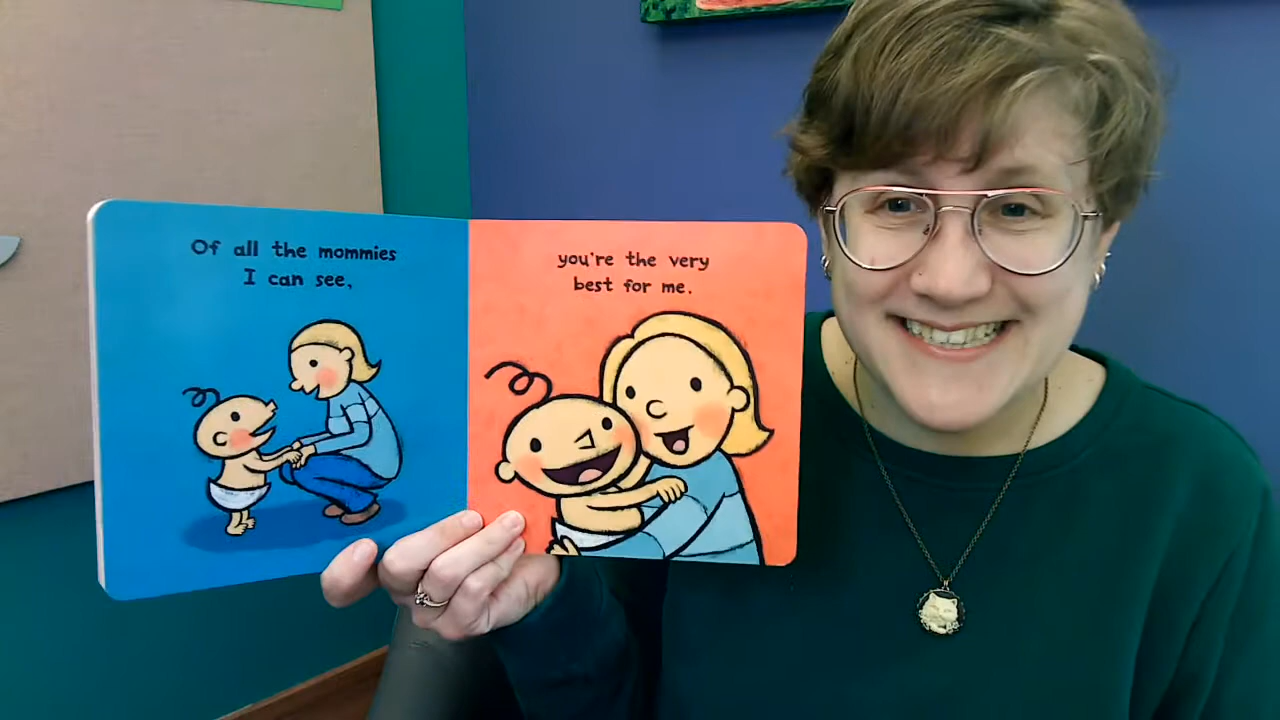 Of all the mommies
I can see,
you're the very
best for me.